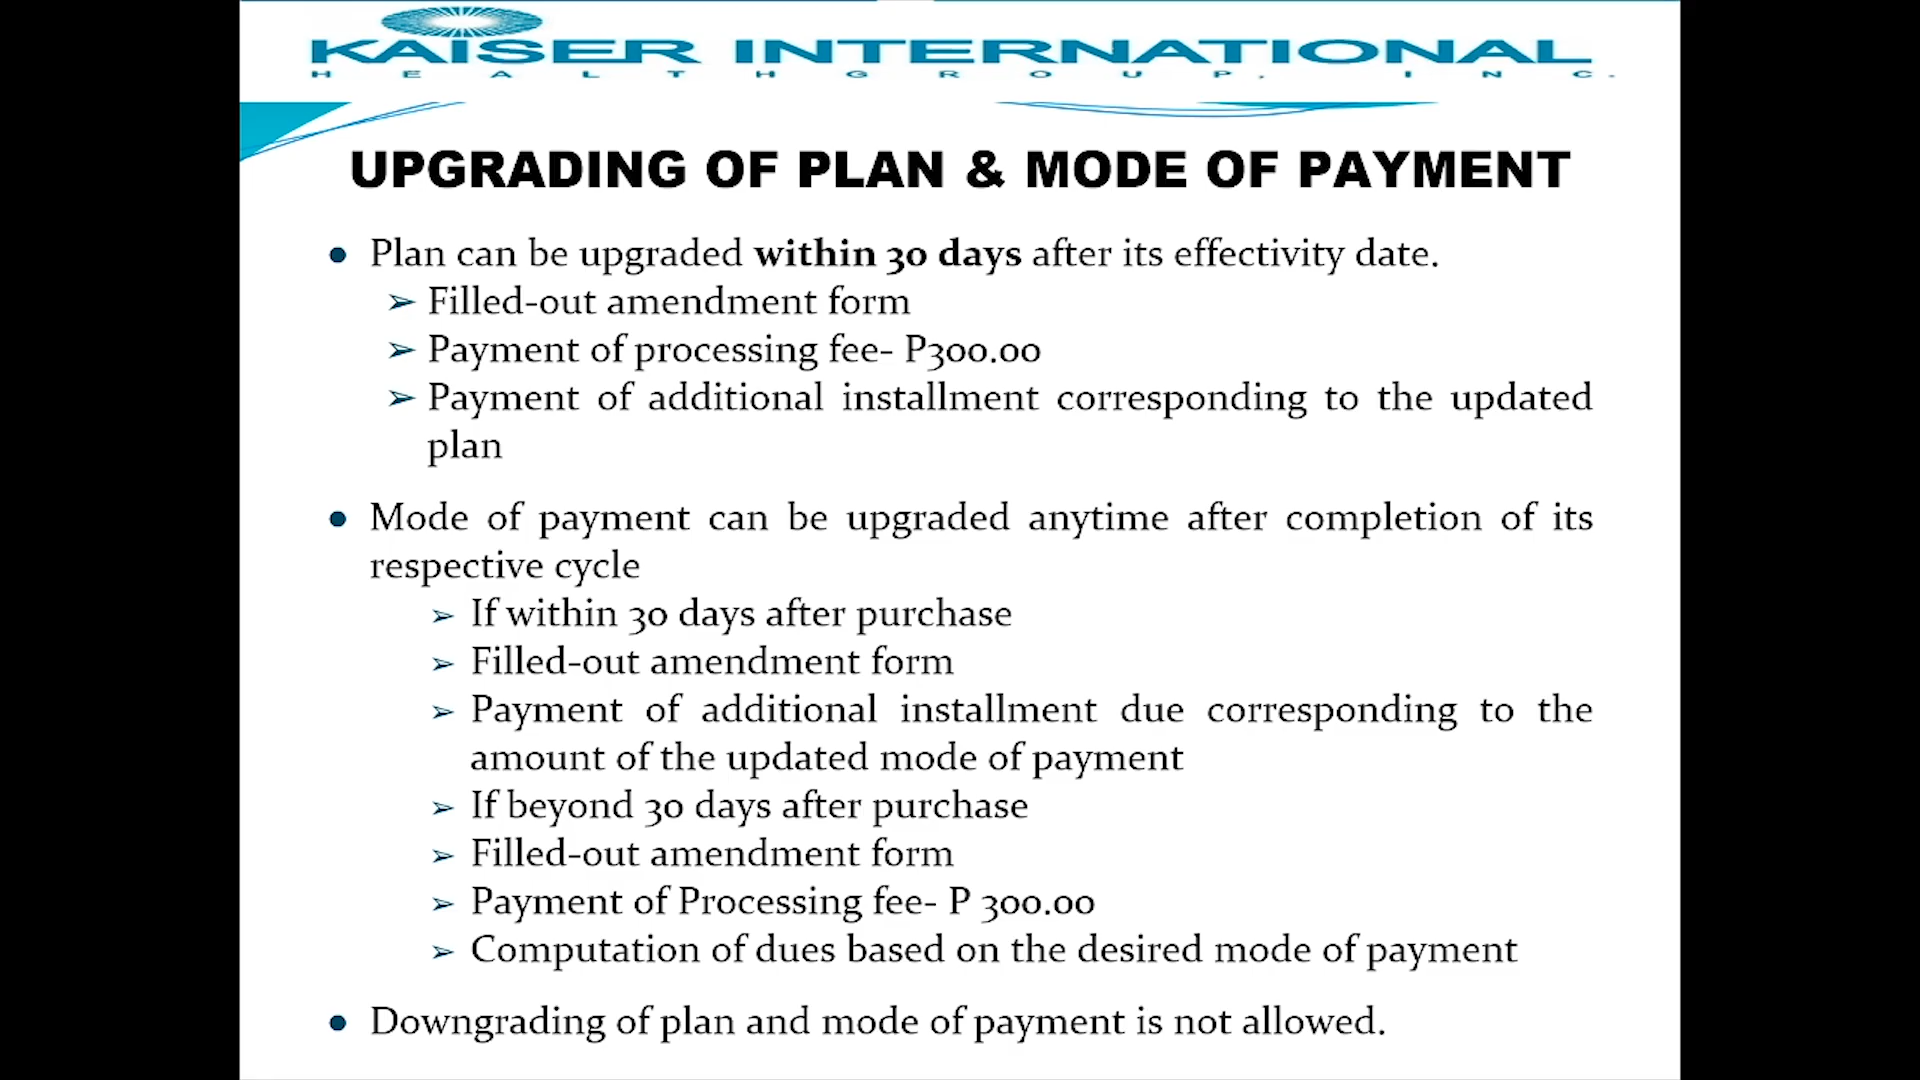 KAISER INTERNATIONAL
HEALTHGROUP, INC.
UPGRADING OF PLAN & MODE OF PAYMENT
● Plan can be upgraded within 30 days after its effectivity date.
➢ Filled-out amendment form
➢ Payment of processing fee- P300.00
➢ Payment of additional installment corresponding to the updated
plan
● Mode of payment can be upgraded anytime after completion of its
respective cycle
➢ If within 30 days after purchase
➢ Filled-out amendment form
➢ Payment of additional installment due corresponding to the
amount of the updated mode of payment
➢ If beyond 30 days after purchase
➢ Filled-out amendment form
➢ Payment of Processing fee- P 300.00
➢ Computation of dues based on the desired mode of payment
● Downgrading of plan and mode of payment is not allowed.